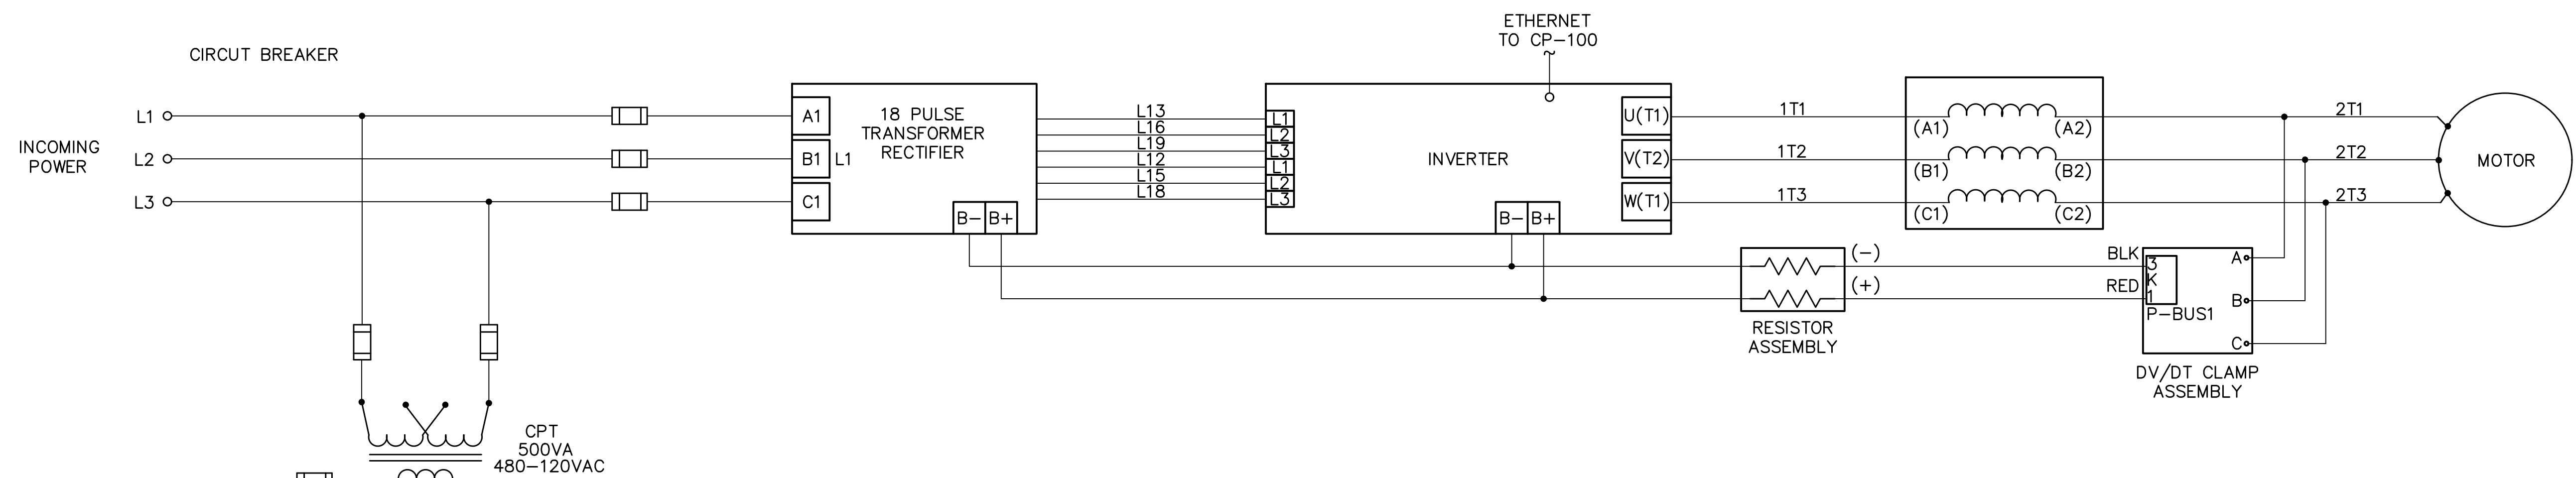 ETHERNET
TO CP-100
CIRCUT BREAKER
INCOMING
POWER
L1
L2
L3
A1
B1
C1
L1
18 PULSE
TRANSFORMER
RECTIFIER
B-
B+
L13
L16
L19
L12
L15
L18
L1
L2
L3
L1
L2
L3
INVERTER
B-
B+
U(T1)
V(T2)
W(T1)
1T1
1T2
1T3
(A1)
(A2)
(B1)
(B2)
(C1)
(C2)
2T1
2T2
2T3
MOTOR
(-)
(+)
RESISTOR
ASSEMBLY
BLK
RED
3
K
1
P-BUS1
A
B
C
DV/DT CLAMP
ASSEMBLY
CPT
500VA
480-120VAC